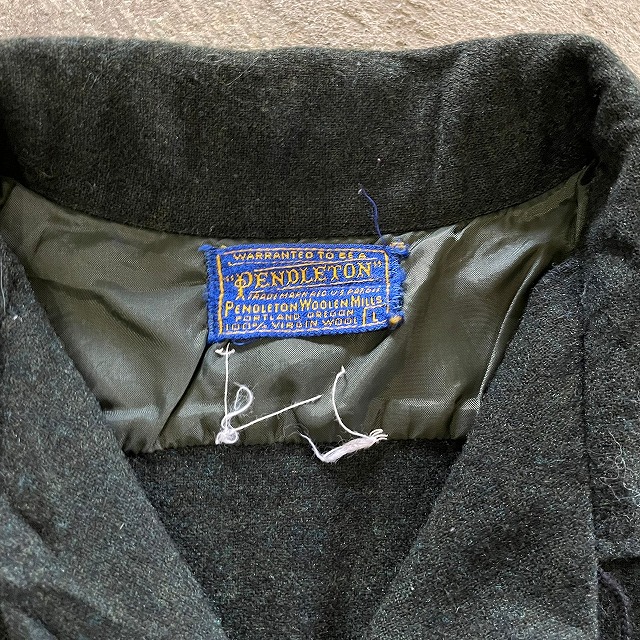 WARRANTED TO BE A
"PENDLETON"
TRADEMARK REG U.S. PAT OFF
PENDLETON WOOLEN MILLS
PORTLAND OREGON
100% VIRGIN WOOL L